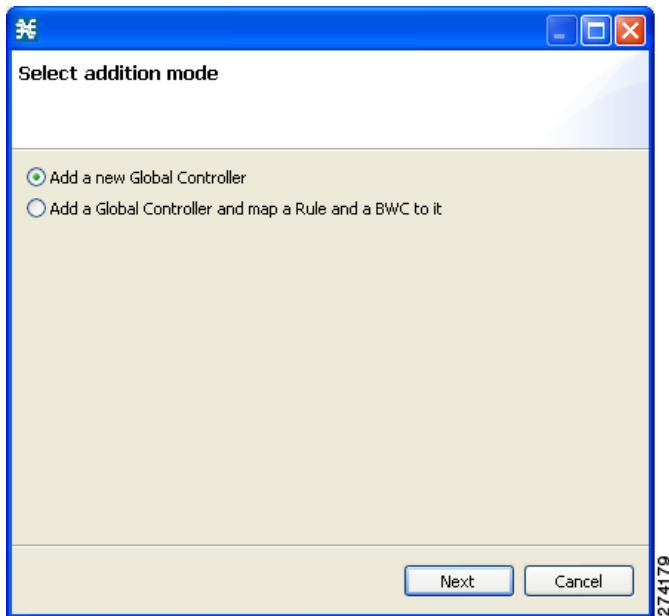 Select addition mode
Add a new Global Controller
Add a Global Controller and map a Rule and a BWC to it
Next
Cancel
274179